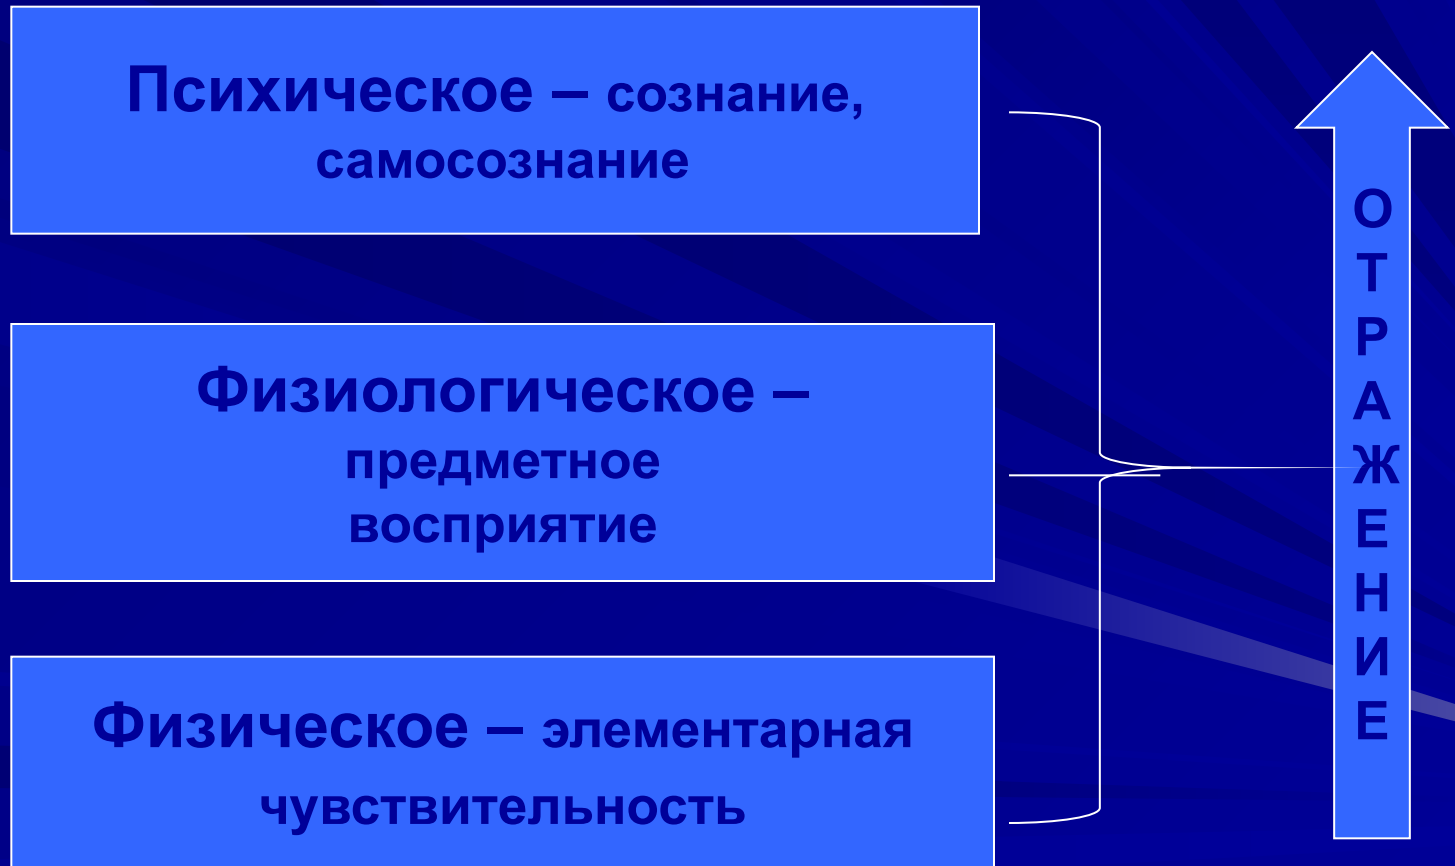 Психическое – сознание,
самосознание
Физиологическое –
предметное
восприятие
Физическое – элементарная
чувствительность
О
Т
Р
А
Ж
Е
Н
И
Е